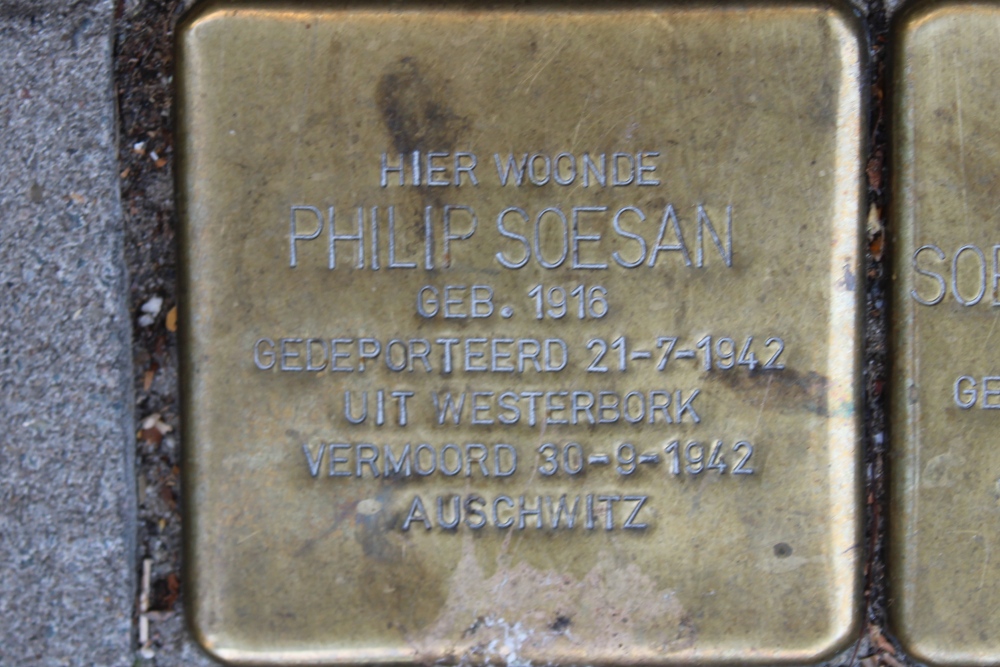 HIER WOONDE
PHILIP SOESAN
GEB. 1916
GEDEPORTEERD 21-7-1942
UIT WESTERBORK
VERMOORD 30-9-1942
AUSCHWITZ